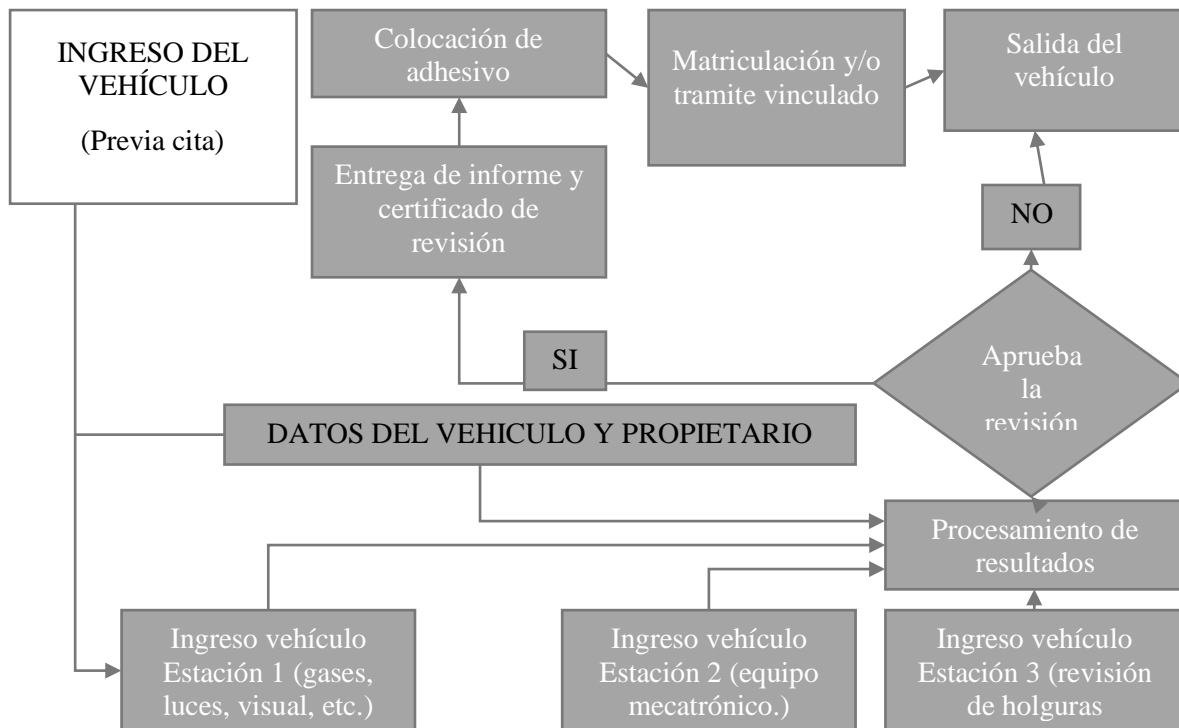 INGRESO DEL
VEHÍCULO
(Previa cita)
Colocación de
adhesivo
Matriculación y/o
tramite vinculado
Salida del
vehículo
Entrega de informe y
certificado de
revisión
NO
SI
Aprueba
la
revisión
DATOS DEL VEHICULO Y PROPIETARIO
Procesamiento de
resultados
Ingreso vehículo
Estación 1 (gases,
luces, visual, etc.)
Ingreso vehículo
Estación 2 (equipo
mecatrónico.)
Ingreso vehículo
Estación 3 (revisión
de holguras